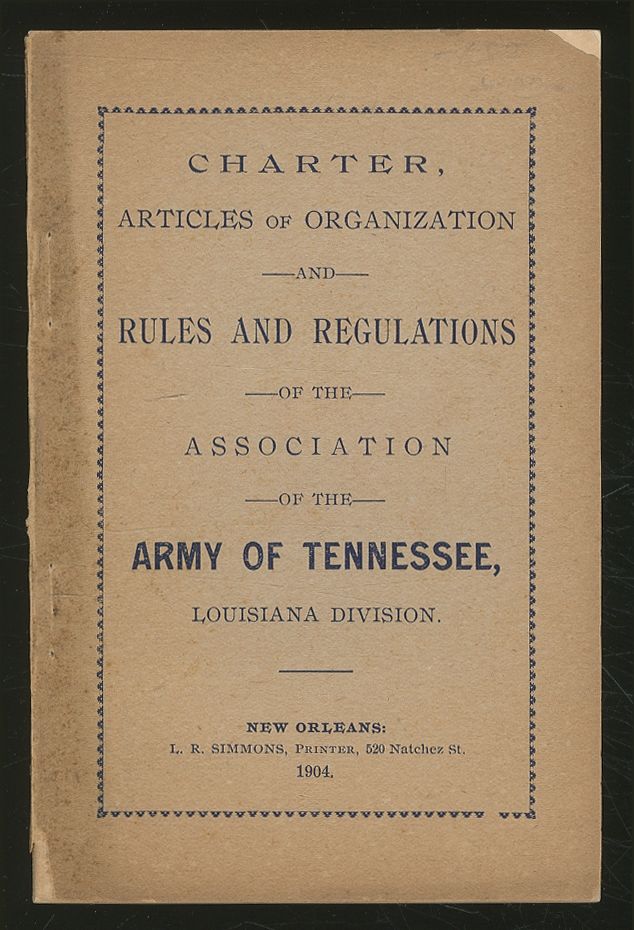 CHARTER,
ARTICLES OF ORGANIZATION
—AND—
RULES AND REGULATIONS
—OF THE—
ASSOCIATION
—OF THE—
ARMY OF TENNESSEE,
LOUISIANA DIVISION.
NEW ORLEANS:
L. R. SIMMONS, PRINTER, 520 Natchez St.
1904.